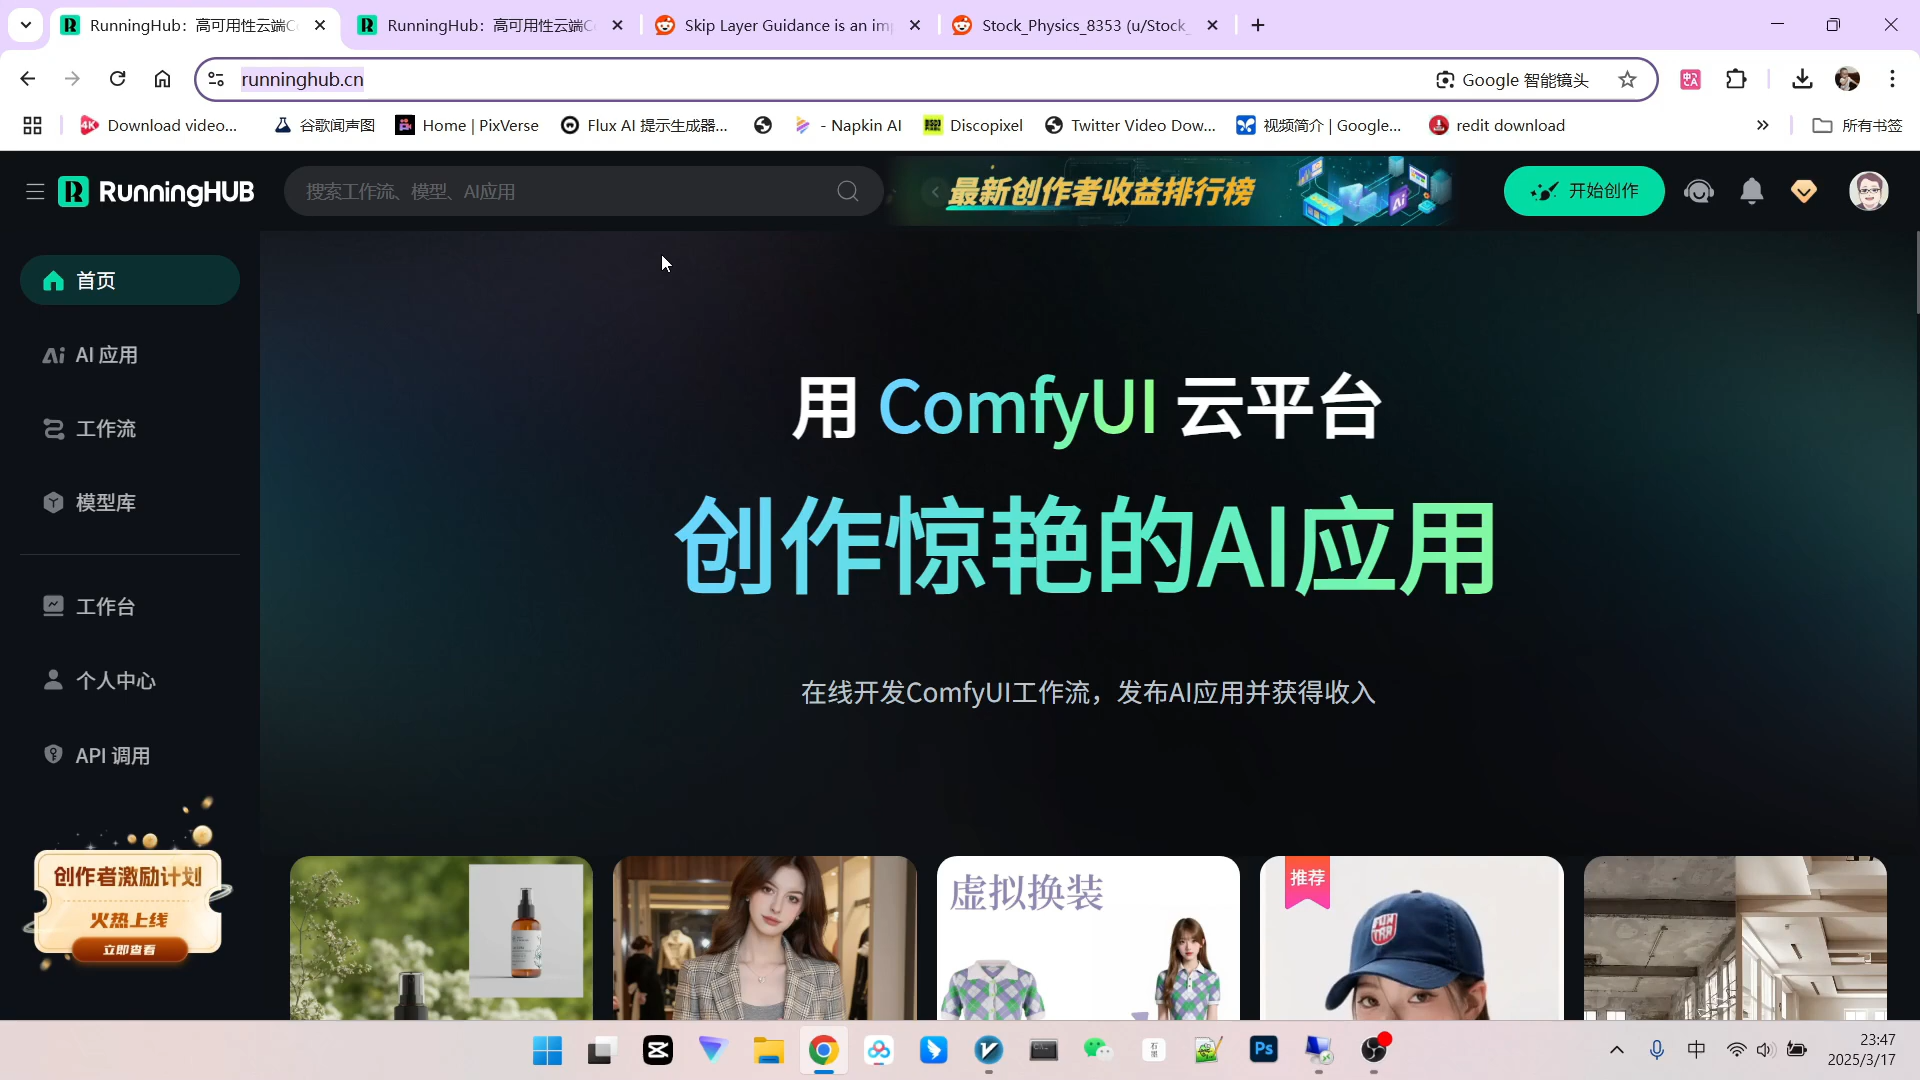 RunningHub：高可用性云端C
RunningHub：高可用性云端C
Skip Layer Guidance is an im
Stock_Physics_8353 (u/Stock_
runninghub.cn
Google 智能镜头
Download video...
谷歌闻声图
Home | PixVerse
Flux AI 提示生成器...
- Napkin AI
Discopixel
Twitter Video Dow...
视频简介 | Google...
redit download
所有书签
RunningHUB
搜索工作流、模型、AI应用
最新创作者收益排行榜
开始创作
首页
AI 应用
工作流
模型库
工作台
个人中心
API 调用
创作者激励计划
火热上线
立即查看
用 ComfyUI 云平台
创作惊艳的AI应用
在线开发ComfyUI工作流，发布AI应用并获得收入
虚拟换装
推荐
中
23:47
2025/3/17